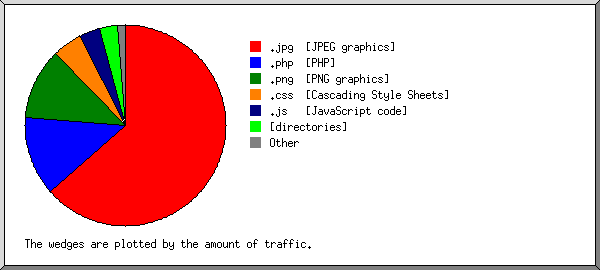 .jpg [JPEG graphics]
.php [PHP]
.png [PNG graphics]
.css [Cascading Style Sheets]
.js [JavaScript code]
[directories]
Other
The wedges are plotted by the amount of traffic.